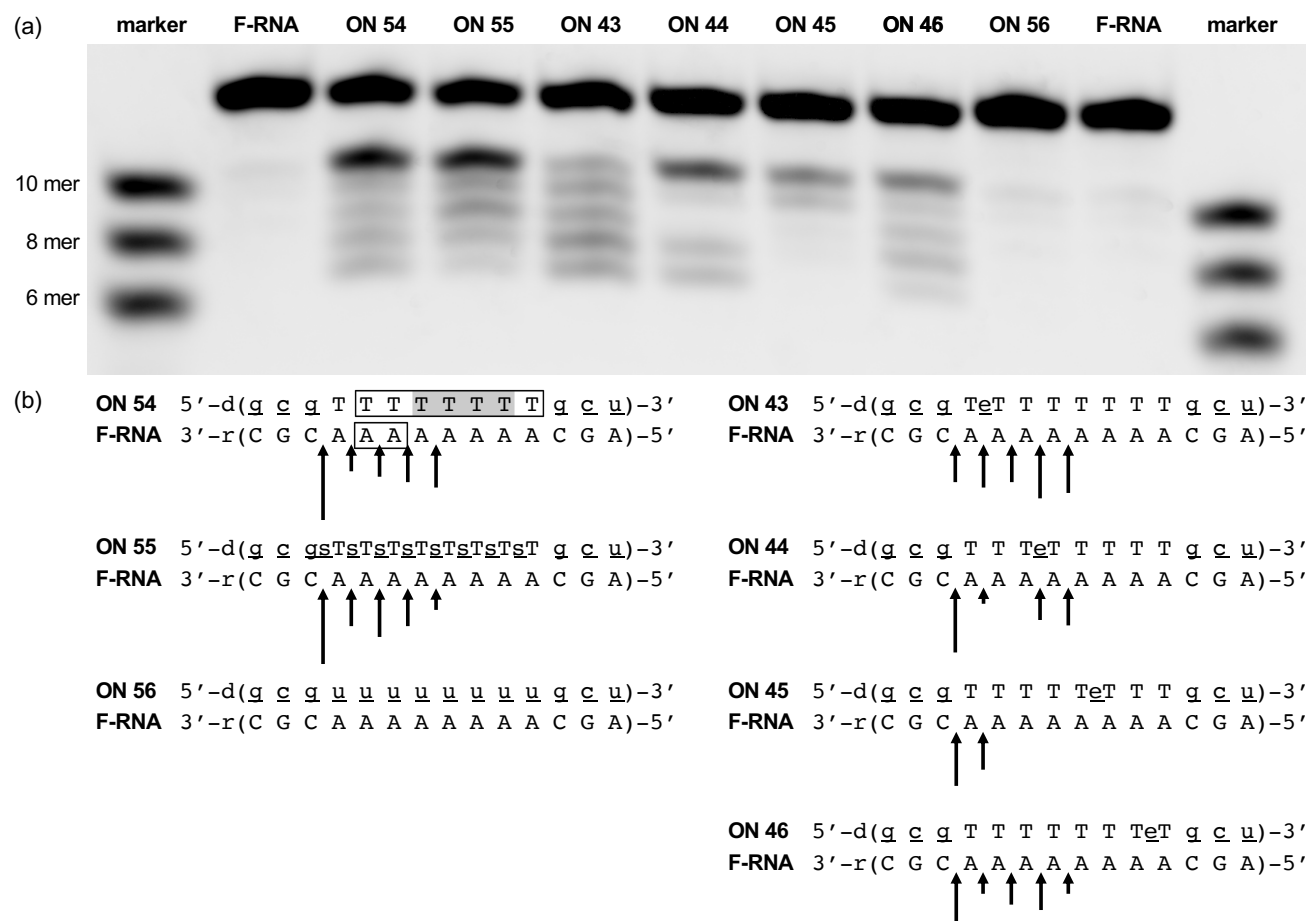 (a) marker F-RNA ON 54 ON 55 ON 43 ON 44 ON 45 ON 46 ON 56 F-RNA marker
10 mer
8 mer
6 mer
(b)
ON 54 5′-d(g c g T T T T T T T T g c u)-3′
F-RNA 3′-r(C G C A A A A A A A A C G A)-5′
ON 55 5′-d(g c gsTsTsTsTsTsTsTsT g c u)-3′
F-RNA 3′-r(C G C A A A A A A A A C G A)-5′
ON 56 5′-d(g c g u u u u u u u u g c u)-3′
F-RNA 3′-r(C G C A A A A A A A A C G A)-5′
ON 43 5′-d(g c g TeT T T T T T T g c u)-3′
F-RNA 3′-r(C G C A A A A A A A A C G A)-5′
ON 44 5′-d(g c g T T TeT T T T T g c u)-3′
F-RNA 3′-r(C G C A A A A A A A A C G A)-5′
ON 45 5′-d(g c g T T T T TeT T T g c u)-3′
F-RNA 3′-r(C G C A A A A A A A A C G A)-5′
ON 46 5′-d(g c g T T T T T T TeT g c u)-3′
F-RNA 3′-r(C G C A A A A A A A A C G A)-5′